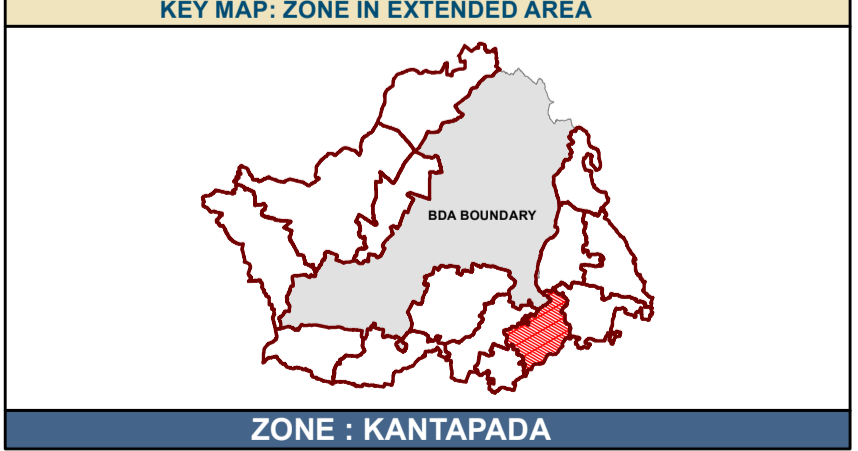 KEY MAP: ZONE IN EXTENDED AREA
BDA BOUNDARY
ZONE : KANTAPADA